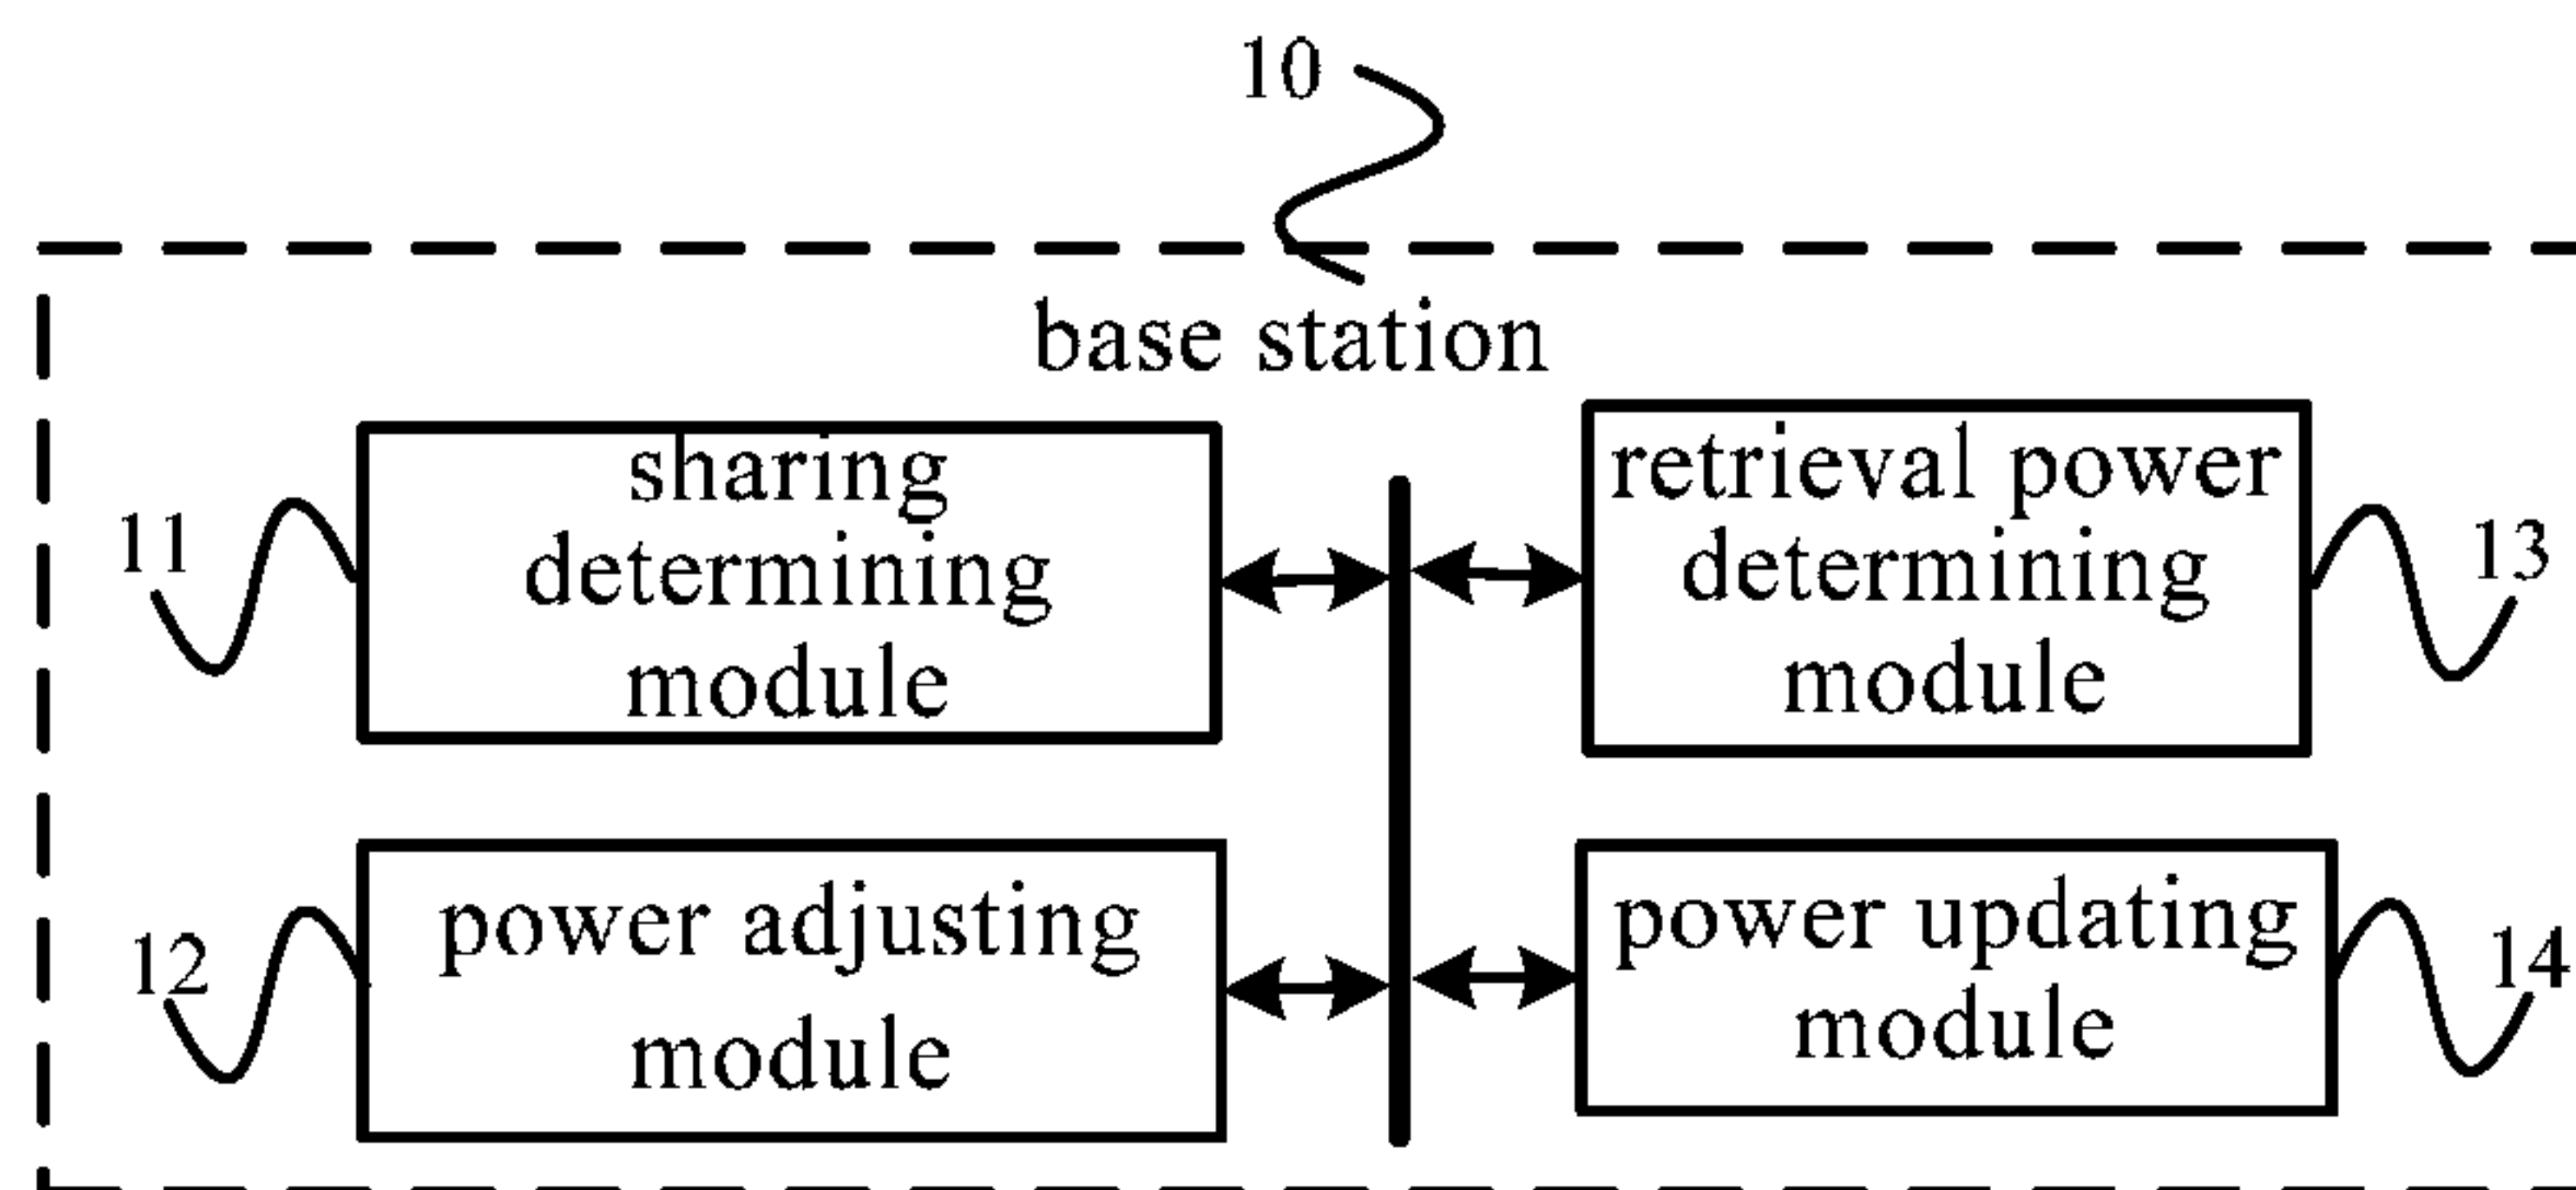 10
base station
sharing
determining
module
11
retrieval power
determining
module
13
power adjusting
module
12
power updating
module
14